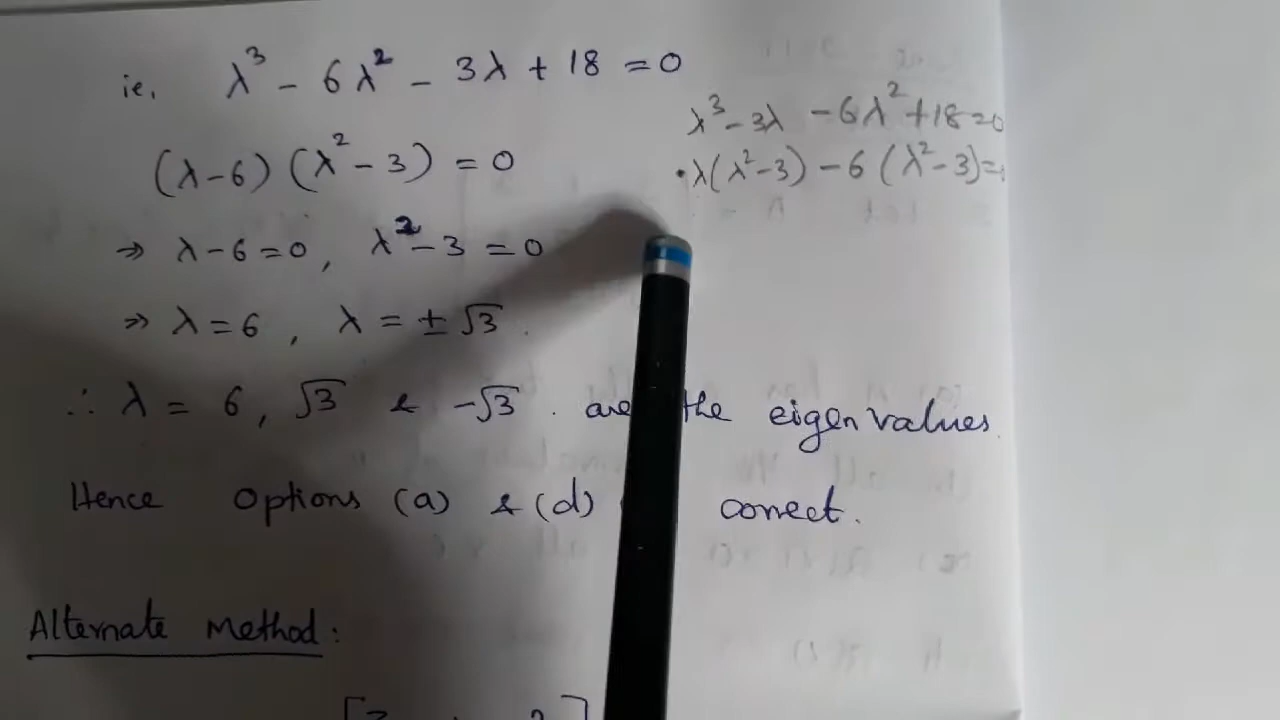 ie, λ³ - 6λ² - 3λ + 18 = 0
λ³ - 3λ - 6λ² + 18 = 0
(λ-6) (λ² - 3) = 0
λ(λ²-3) - 6 (λ²-3) =
⇒ λ-6=0, λ²-3 = 0
⇒ λ = 6, λ = ± √3.
∴ λ = 6, √3 & -√3. are the eigen values.
Hence options (a) & (d) correct.
Alternate Method: